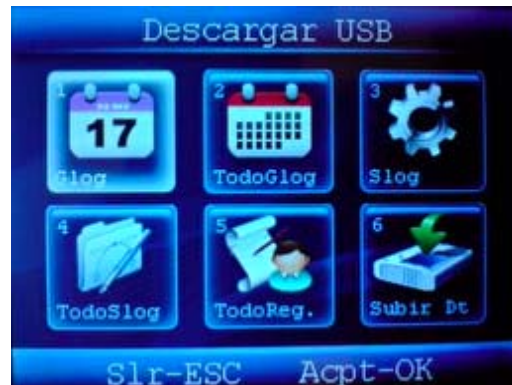 Descargar USB
1
2
3
17
Glog
TodoGlog
Slog
4
5
6
TodoSlog
TodoReg.
Subir Dt
Slr-ESC Acpt-OK